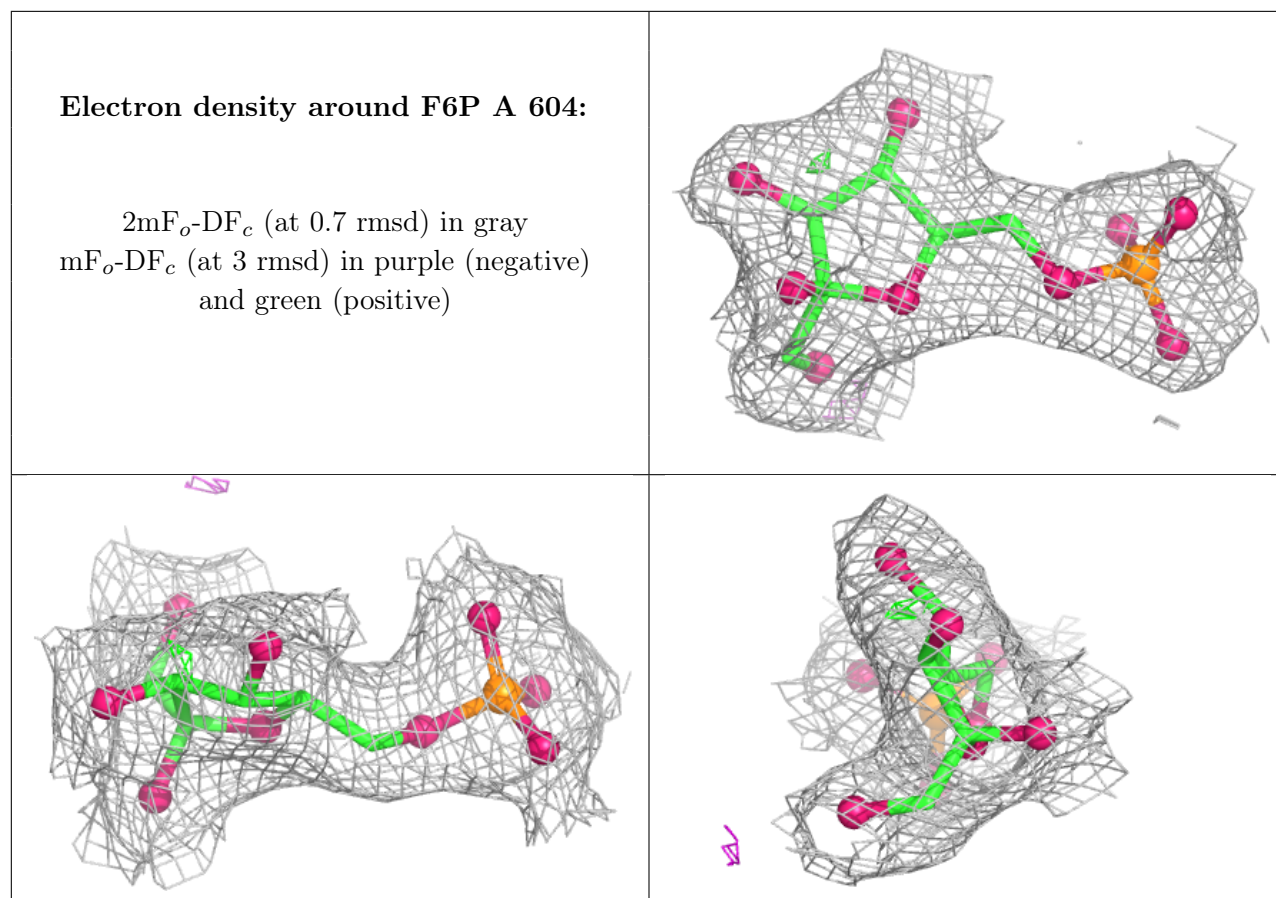 Electron density around F6P A 604:
2mFo-DFc (at 0.7 rmsd) in gray
mFo-DFc (at 3 rmsd) in purple (negative)
and green (positive)